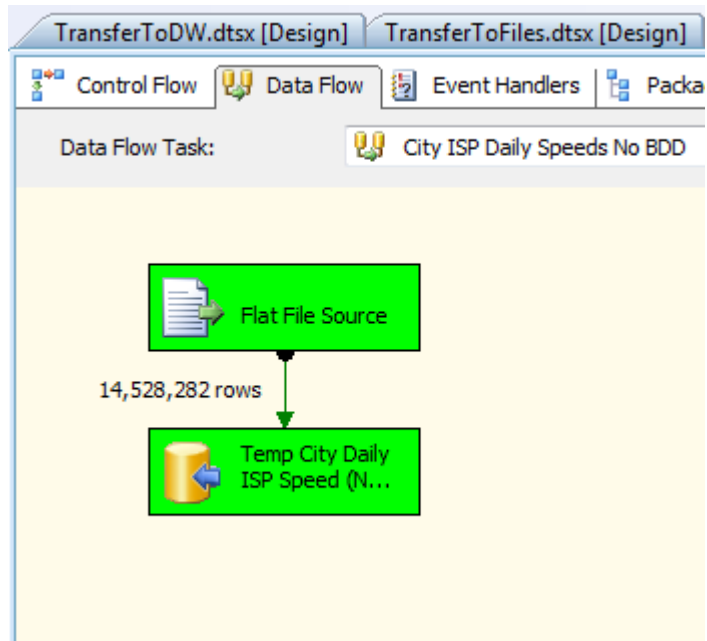 TransferToDW.dtsx [Design] TransferToFiles.dtsx [Design]
Control Flow Data Flow Event Handlers Packa
Data Flow Task: City ISP Daily Speeds No BDD
Flat File Source
14,528,282 rows
Temp City Daily
ISP Speed (N...